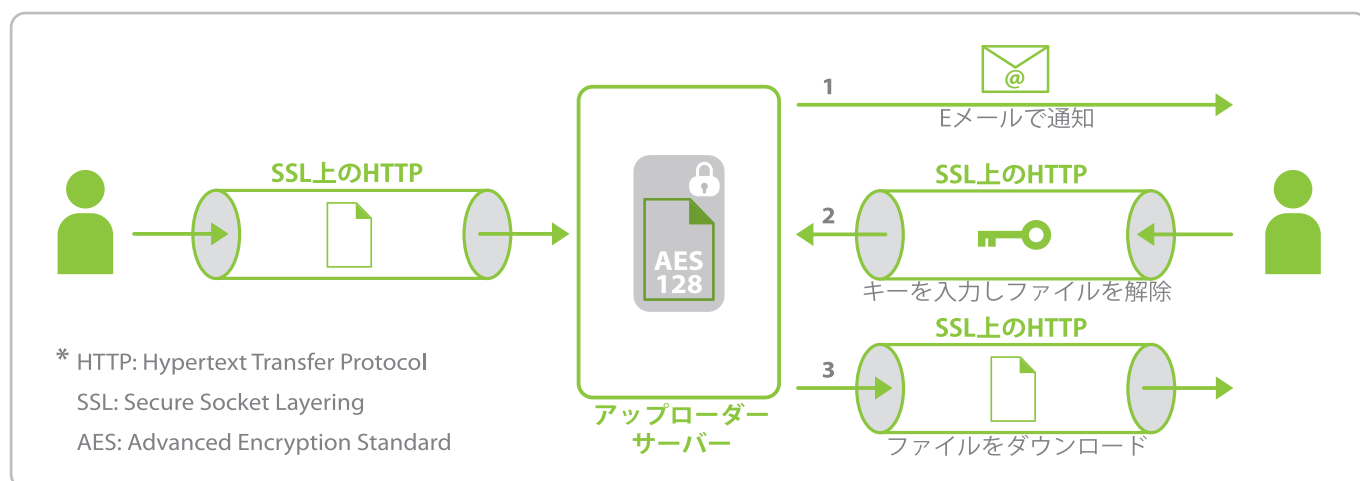 SSL上のHTTP
AES
128
アップローダー
サーバー
1
@
Eメールで通知
SSL上のHTTP
2
キーを入力しファイルを解除
SSL上のHTTP
3
ファイルをダウンロード
* HTTP: Hypertext Transfer Protocol
SSL: Secure Socket Layering
AES: Advanced Encryption Standard